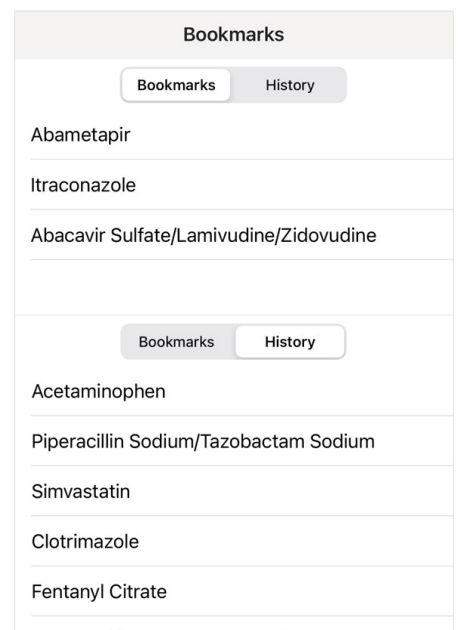 Bookmarks
Bookmarks History
Abametapir
Itraconazole
Abacavir Sulfate/Lamivudine/Zidovudine
Bookmarks History
Acetaminophen
Piperacillin Sodium/Tazobactam Sodium
Simvastatin
Clotrimazole
Fentanyl Citrate